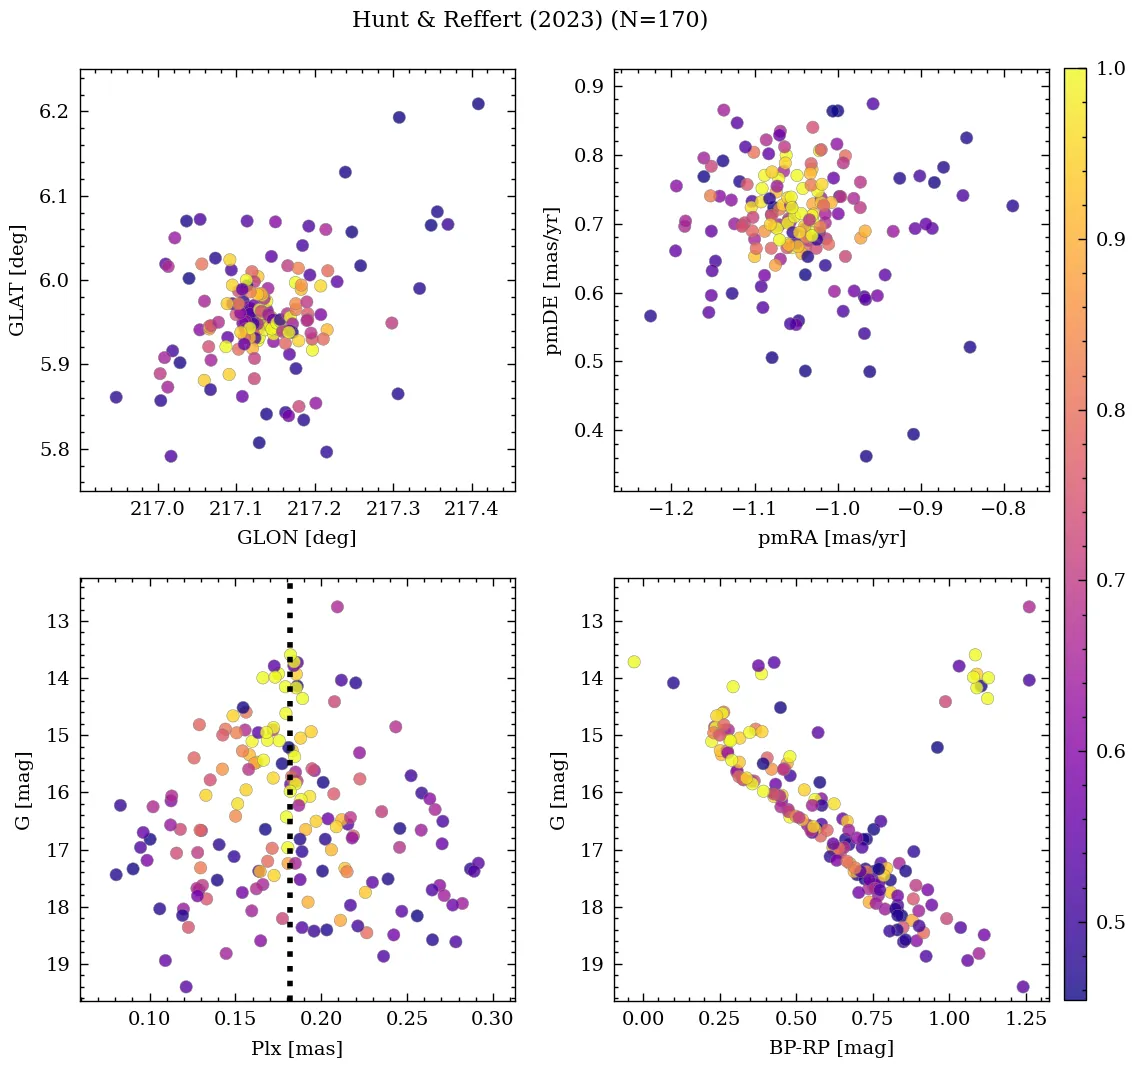 Hunt & Reffert (2023) (N=170)
6.2
6.1
6.0
5.9
5.8
GLAT [deg]
217.0 217.1 217.2 217.3 217.4
GLON [deg]
0.9
0.8
0.7
0.6
0.5
0.4
pmDE [mas/yr]
−1.2 −1.1 −1.0 −0.9 −0.8
pmRA [mas/yr]
1.0
0.9
0.8
0.7
0.6
0.5
13
14
15
16
17
18
19
G [mag]
0.10 0.15 0.20 0.25 0.30
Plx [mas]
13
14
15
16
17
18
19
G [mag]
0.00 0.25 0.50 0.75 1.00 1.25
BP-RP [mag]